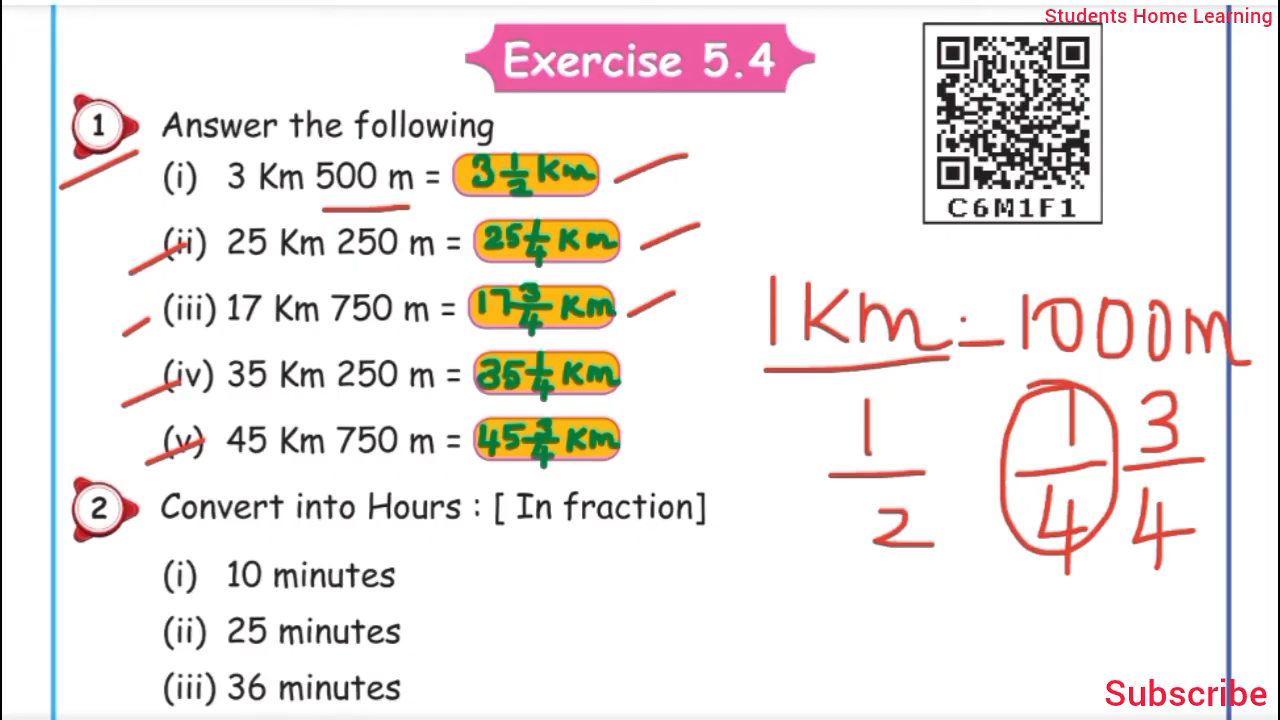 Students Home Learning
Exercise 5.4
1 Answer the following
(i) 3 Km 500 m = 3 1/2 Km
(ii) 25 Km 250 m = 25 1/4 Km
(iii) 17 Km 750 m = 17 3/4 Km
(iv) 35 Km 250 m = 35 1/4 Km
(v) 45 Km 750 m = 45 3/4 Km
C6M1F1
1 Km = 1000 m
1/2 1/4 3/4
2 Convert into Hours : [ In fraction]
(i) 10 minutes
(ii) 25 minutes
(iii) 36 minutes
Subscribe